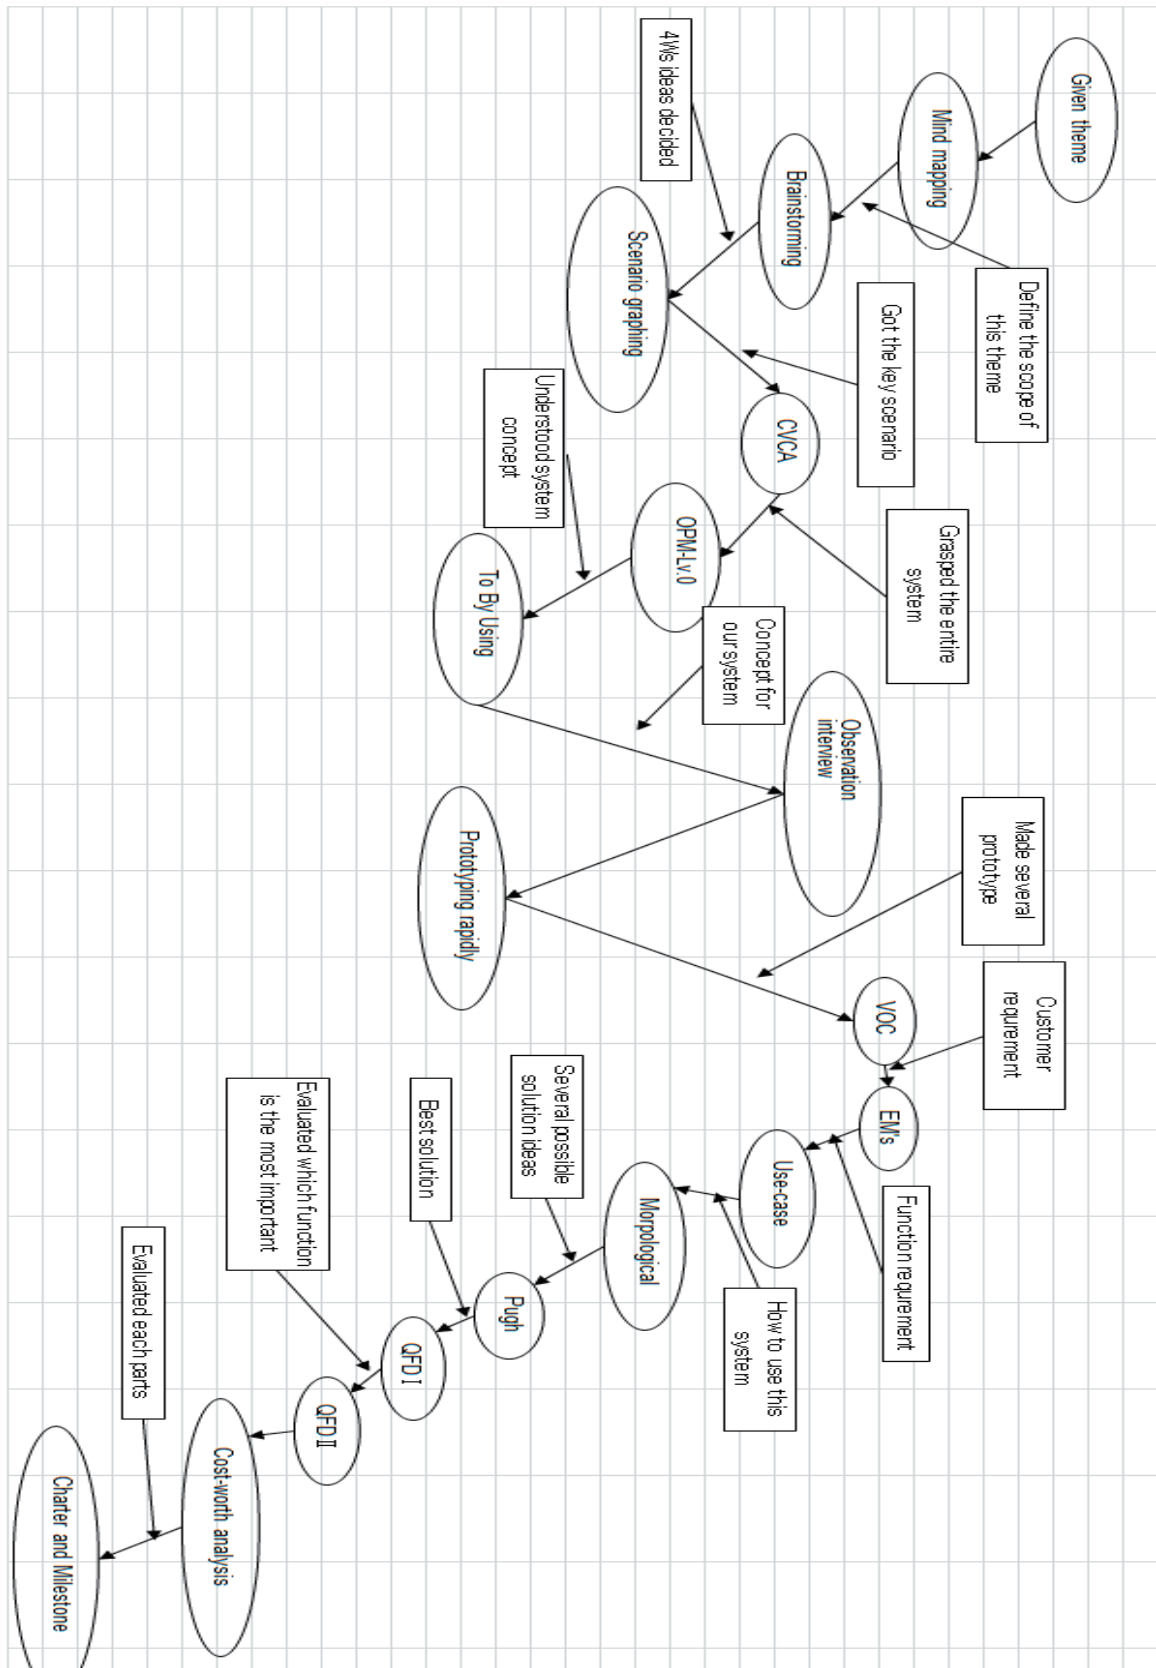 Given theme
Mind mapping
Define the scope of
this theme
Brainstorming
4Ws ideas decided
Scenario graphing
Got the key scenario
CVCA
Grasped the entire
system
OPM-Lv.0
Understood system
concept
To By Using
Concept for
our system
Observation
interview
Prototyping rapidly
Made several
prototype
VOC
Customer
requrement
EM's
Function requrement
Use-case
How to use this
system
Morpological
Several possible
solution ideas
Pugh
Best solution
QFD I
Evaluated which function
is the most important
QFD II
Cost-worth analysis
Evaluated each parts
Charter and Milestone